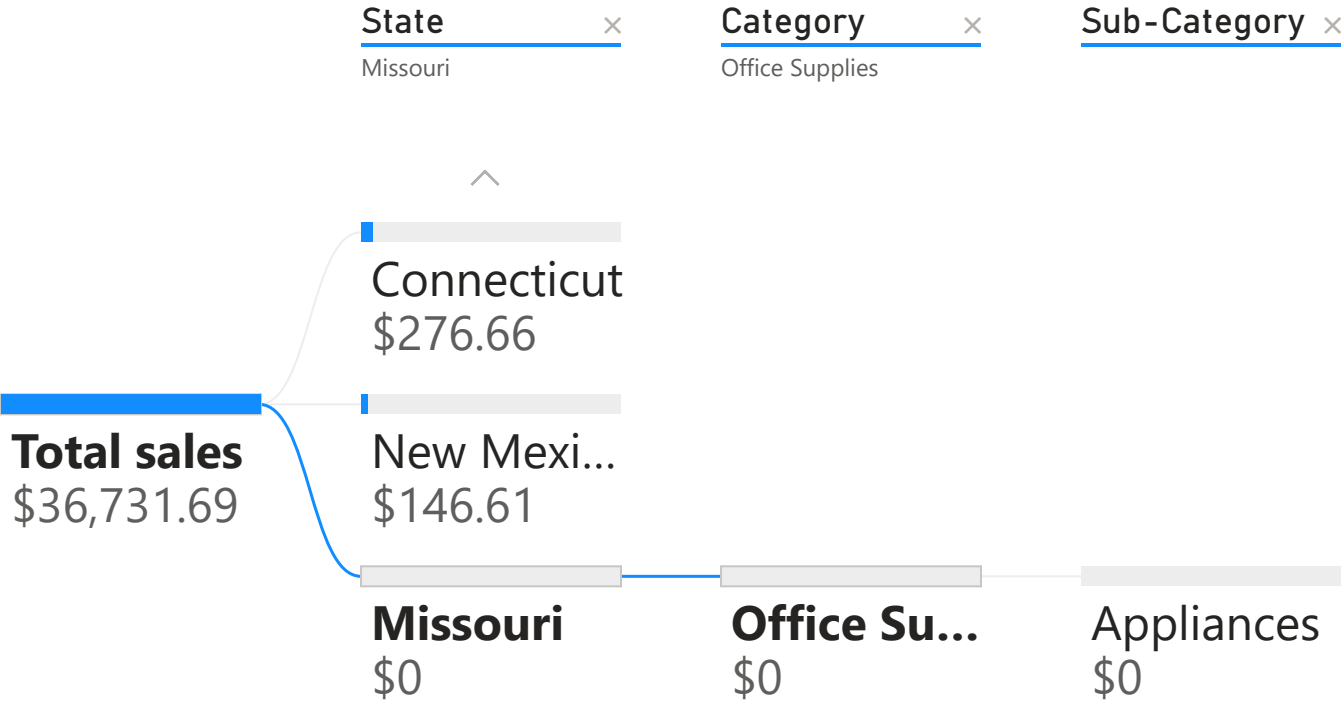 State × Category × Sub-Category ×
Missouri Office Supplies
Connecticut
$276.66
Total sales
$36,731.69
New Mexi...
$146.61
Missouri
$0
Office Su...
$0
Appliances
$0